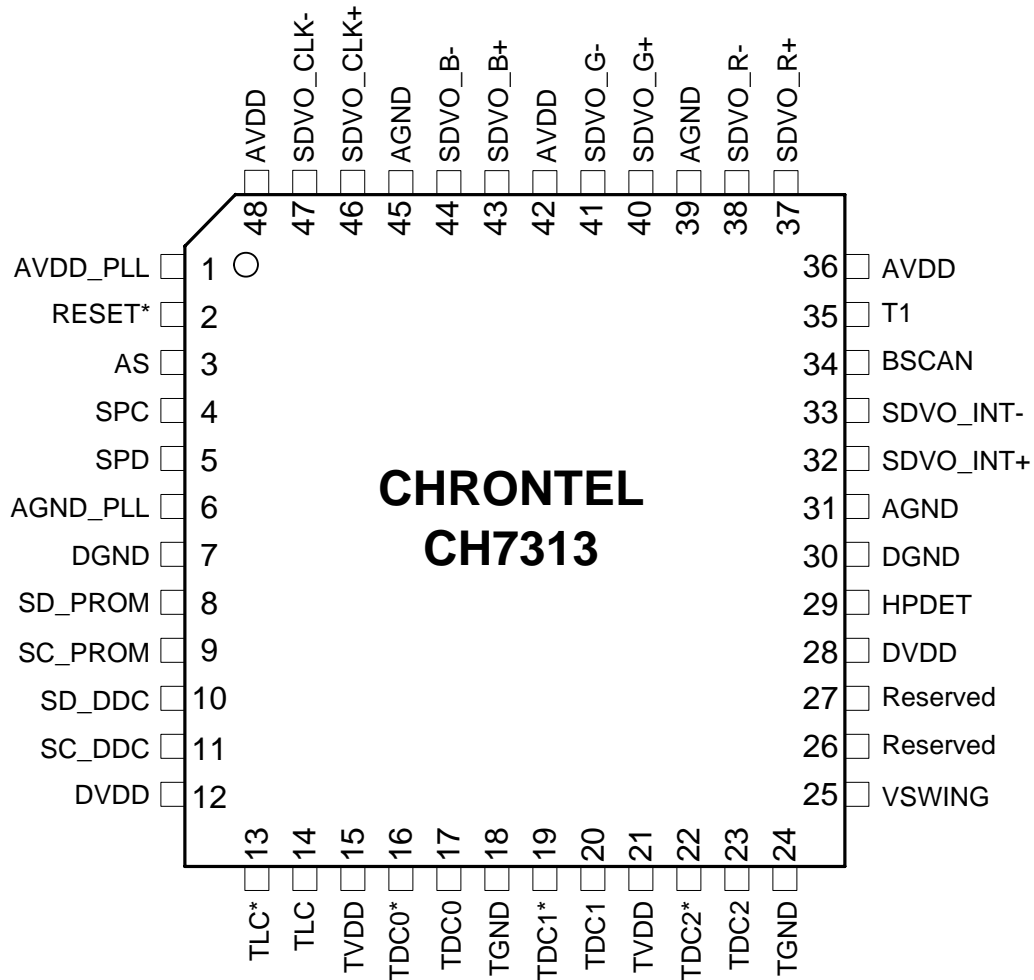 AVDD
SDVO_CLK-
SDVO_CLK+
AGND
SDVO_B-
SDVO_B+
AVDD
SDVO_G-
SDVO_G+
AGND
SDVO_R-
SDVO_R+
48 47 46 45 44 43 42 41 40 39 38 37
AVDD_PLL 1
RESET* 2
AS 3
SPC 4
SPD 5
AGND_PLL 6
DGND 7
SD_PROM 8
SC_PROM 9
SD_DDC 10
SC_DDC 11
DVDD 12
CHRONTEL
CH7313
36 AVDD
35 T1
34 BSCAN
33 SDVO_INT-
32 SDVO_INT+
31 AGND
30 DGND
29 HPDET
28 DVDD
27 Reserved
26 Reserved
25 VSWING
13 14 15 16 17 18 19 20 21 22 23 24
TLC*
TLC
TVDD
TDC0*
TDC0
TGND
TDC1*
TDC1
TVDD
TDC2*
TDC2
TGND